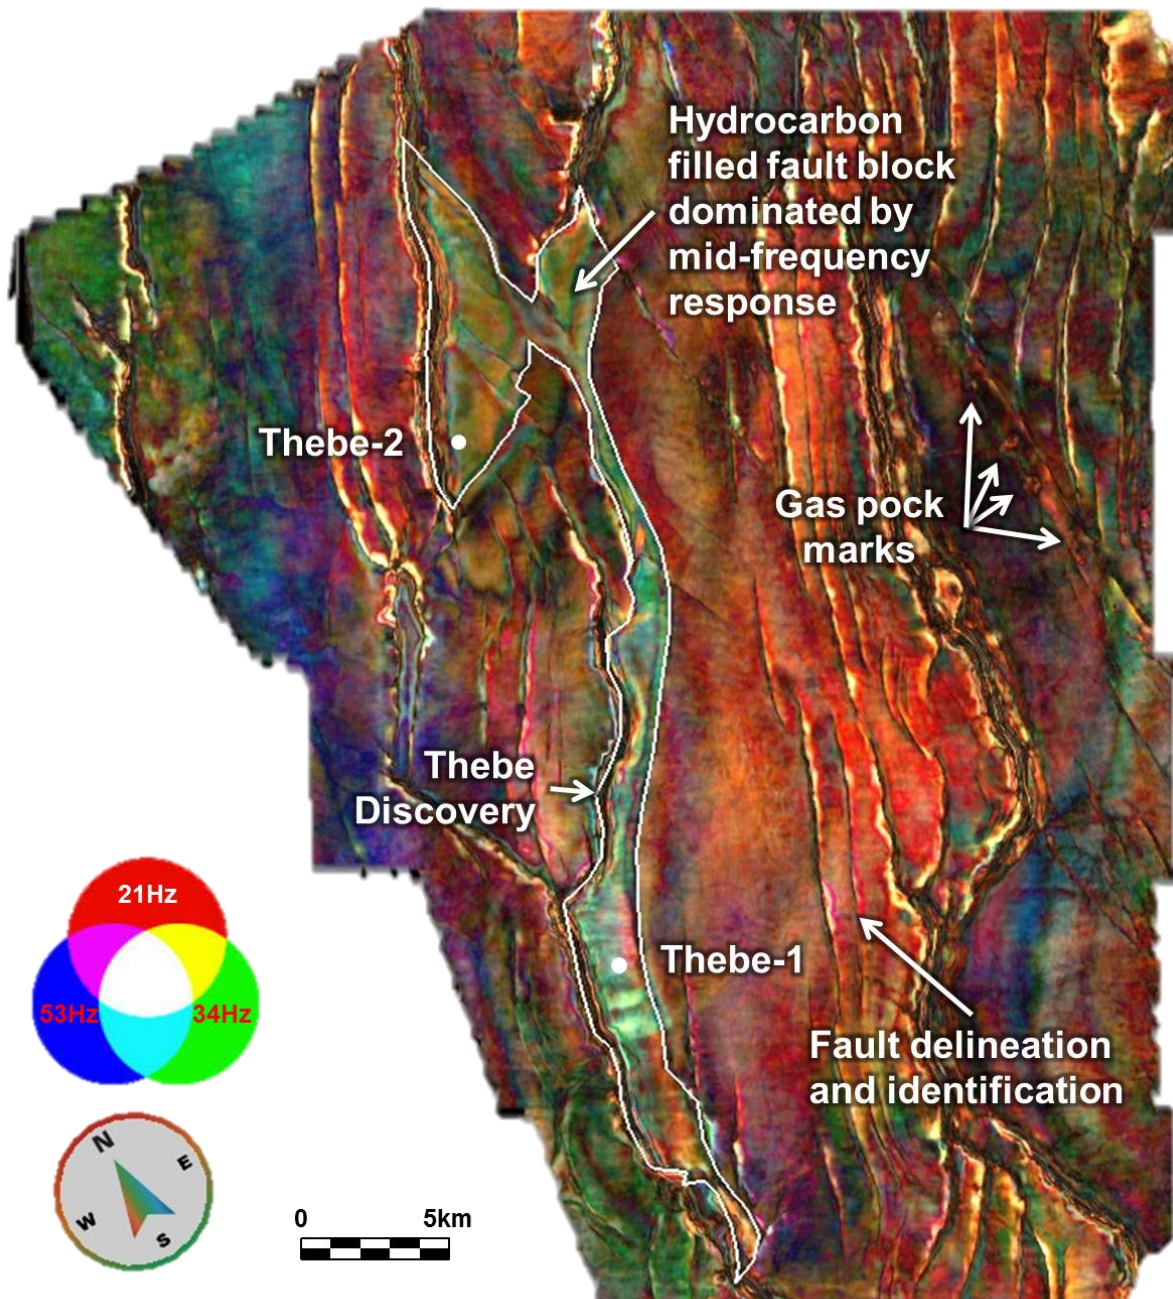 Hydrocarbon
filled fault block
dominated by
mid-frequency
response
Thebe-2
Gas pock
marks
Thebe
Discovery
21Hz
53Hz
34Hz
Thebe-1
Fault delineation
and identification
N
E
W
S
0
5km